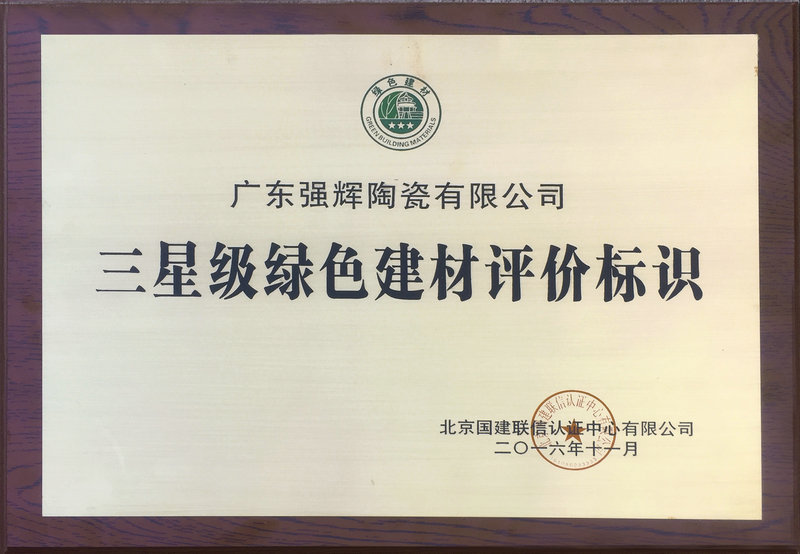 绿色建材
GREEN BUILDING MATERIALS
广东强辉陶瓷有限公司
三星级绿色建材评价标识
北京国建联信认证中心有限公司
二〇一六年十一月